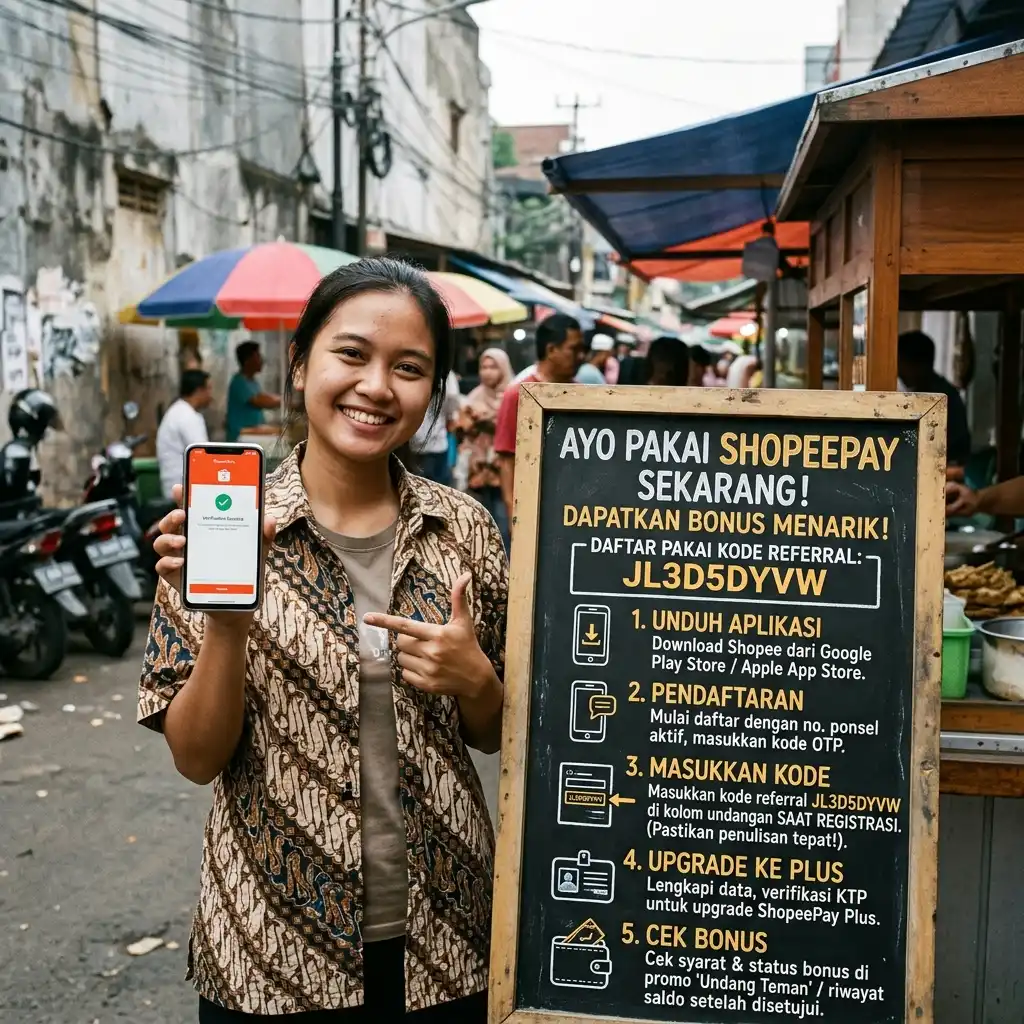 AYO PAKAI SHOPEEPAY
SEKARANG!
DAPATKAN BONUS MENARIK!
DAFTAR PAKAI KODE REFERRAL:
JL3D5DYVW
1. UNDUH APLIKASI
Download Shopee dari Google
Play Store / Apple App Store.
2. PENDAFTARAN
Mulai daftar dengan no. ponsel
aktif, masukkan kode OTP.
3. MASUKKAN KODE
Masukkan kode referral JL3D5DYVW
di kolom undangan SAAT REGISTRASI.
(Pastikan penulisan tepat!).
4. UPGRADE KE PLUS
Lengkapi data, verifikasi KTP
untuk upgrade ShopeePay Plus.
5. CEK BONUS
Cek syarat & status bonus di
promo 'Undang Teman' / riwayat
saldo setelah disetujui.